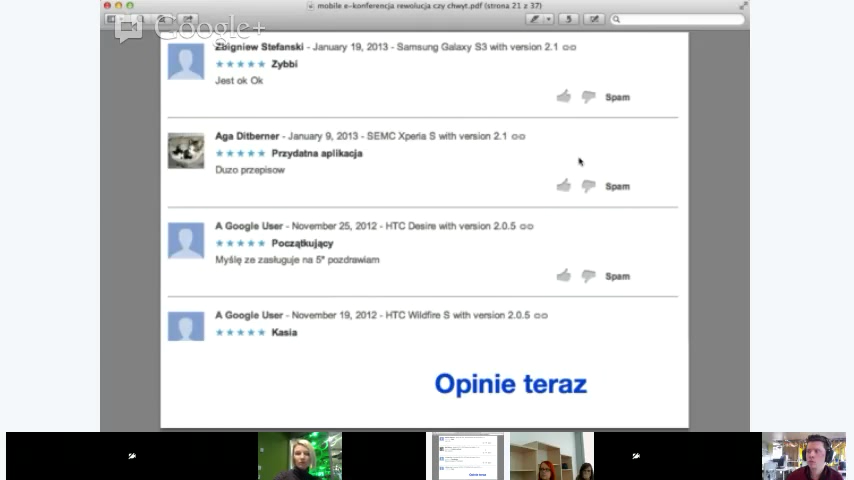 mobile e-konferencja rewolucja czy chwyt.pdf (strona 21 z 37)
Google+
Zbigniew Stefanski - January 19, 2013 - Samsung Galaxy S3 with version 2.1
Zybbi
Jest ok Ok
Spam
Aga Ditberner - January 9, 2013 - SEMC Xperia S with version 2.1
Przydatna aplikacja
Duzo przepisow
Spam
A Google User - November 25, 2012 - HTC Desire with version 2.0.5
Początkujący
Myślę ze zasługuje na 5* pozdrawiam
Spam
A Google User - November 19, 2012 - HTC Wildfire S with version 2.0.5
Kasia
Opinie teraz